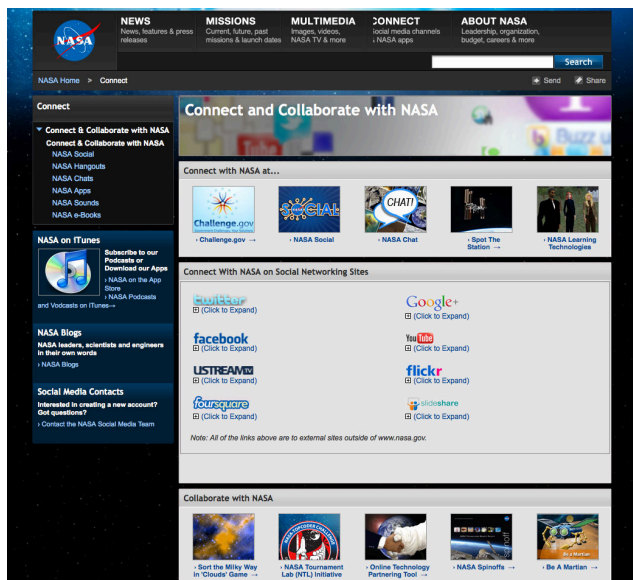 NASA
NEWS
News, features & press
releases
MISSIONS
Current, future, past
missions & launch dates
MULTIMEDIA
Images, videos,
NASA TV & more
CONNECT
Social media channels
& NASA apps
ABOUT NASA
Leadership, organization,
budget, careers & more
Search
NASA Home > Connect
Send
Share
Connect
Connect & Collaborate with NASA
Connect & Collaborate with NASA
NASA Social
NASA Hangouts
NASA Chats
NASA Apps
NASA Sounds
NASA e-Books
NASA on iTunes
Subscribe to our
Podcasts or
Download our Apps
› NASA on the App
Store
› NASA Podcasts
and Vodcasts on iTunes→
NASA Blogs
NASA leaders, scientists and engineers
in their own words
› NASA Blogs
Social Media Contacts
Interested in creating a new account?
Got questions?
› Contact the NASA Social Media Team
Connect and Collaborate with NASA
Tube
Buzz u
Connect with NASA at...
Challenge.gov
SOCIAL
CHAT!
› Challenge.gov →
› NASA Social
› NASA Chat
› Spot The
Station →
› NASA Learning
Technologies
Connect With NASA on Social Networking Sites
twitter
(Click to Expand)
Google+
(Click to Expand)
facebook
(Click to Expand)
YouTube
(Click to Expand)
USTREAM TV
(Click to Expand)
flickr
(Click to Expand)
foursquare
(Click to Expand)
slideshare
(Click to Expand)
Note: All of the links above are to external sites outside of www.nasa.gov.
Collaborate with NASA
NASA TOPCODER CHALLENGE
spinoff
Be A Martian
› Sort the Milky Way
in 'Clouds' Game →
› NASA Tournament
Lab (NTL) Initiative
› Online Technology
Partnering Tool →
› NASA Spinoffs →
› Be A Martian →